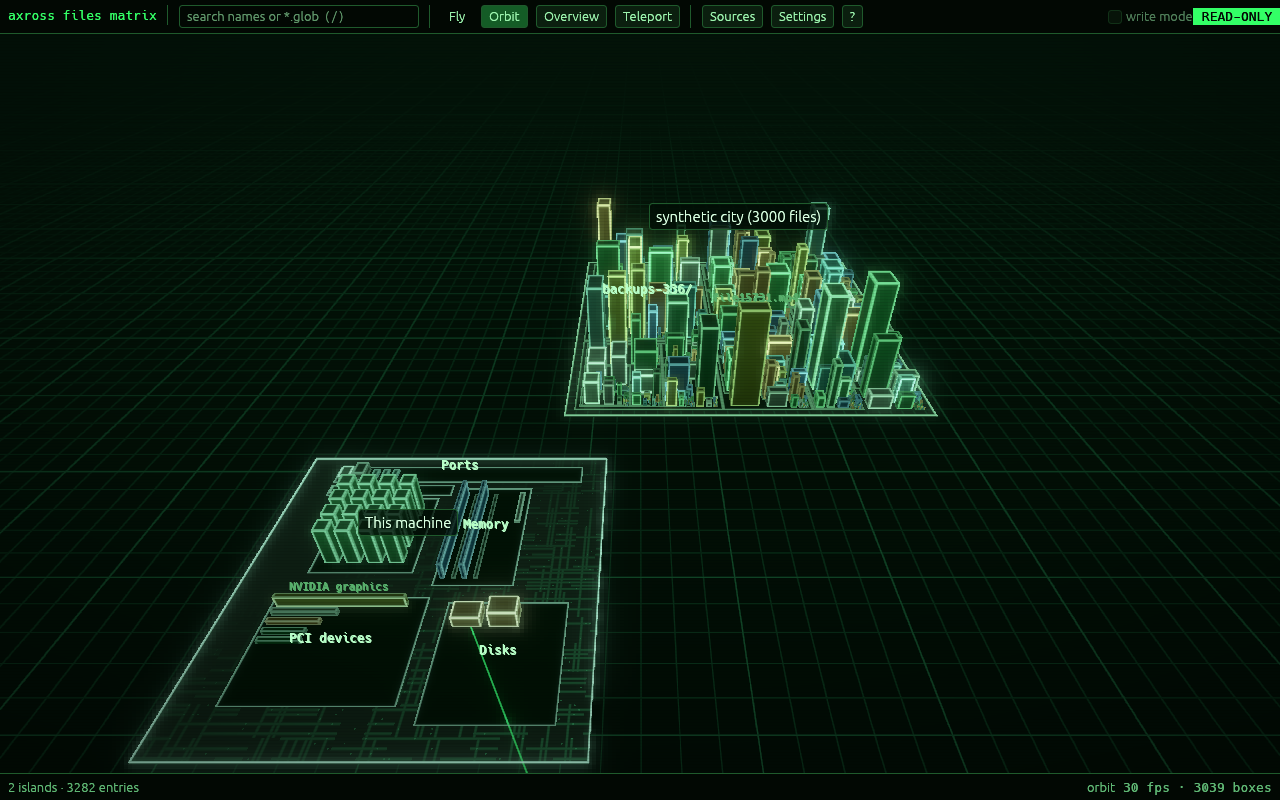 axross files matrix
search names or *.glob (/)
Fly
Orbit
Overview
Teleport
Sources
Settings
?
write mode
READ-ONLY
synthetic city (3000 files)
backups-336/
Ports
This machine
Memory
NVIDIA graphics
PCI devices
Disks
2 islands · 3282 entries
orbit 30 fps · 3039 boxes